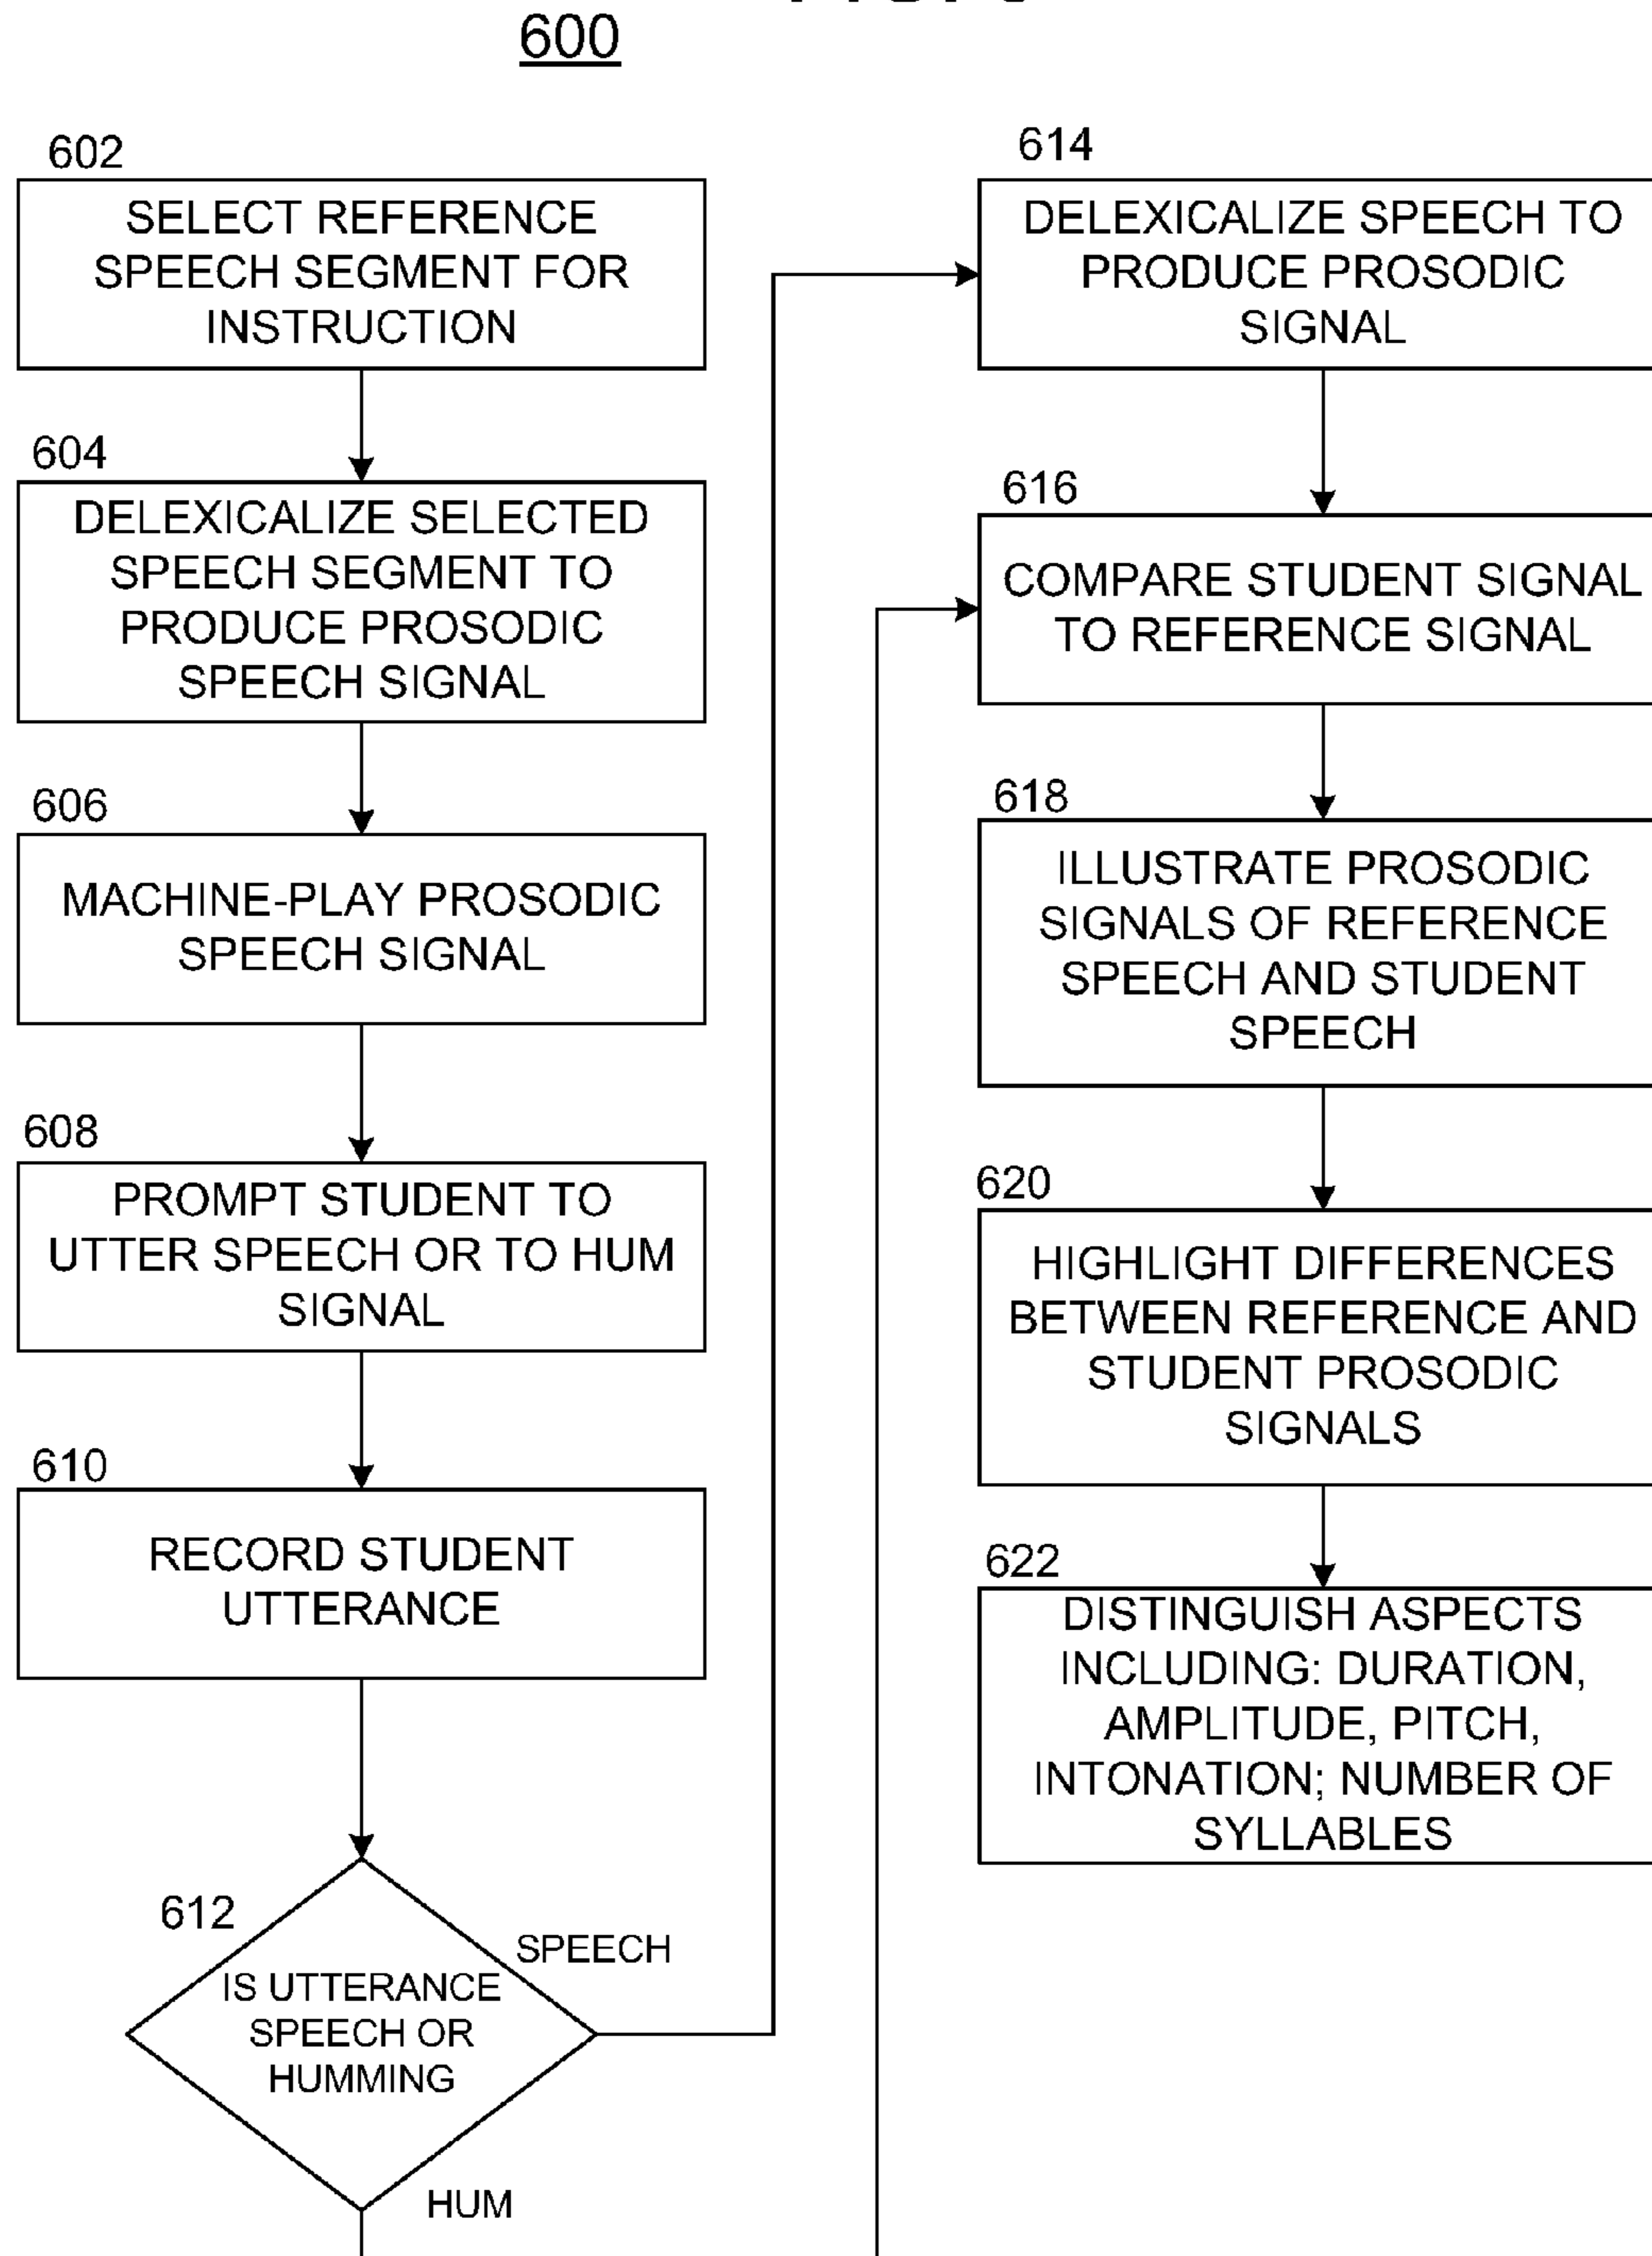 600
602
SELECT REFERENCE
SPEECH SEGMENT FOR
INSTRUCTION
604
DELEXICALIZE SELECTED
SPEECH SEGMENT TO
PRODUCE PROSODIC
SPEECH SIGNAL
606
MACHINE-PLAY PROSODIC
SPEECH SIGNAL
608
PROMPT STUDENT TO
UTTER SPEECH OR TO HUM
SIGNAL
610
RECORD STUDENT
UTTERANCE
612
IS UTTERANCE
SPEECH OR
HUMMING
SPEECH
HUM
614
DELEXICALIZE SPEECH TO
PRODUCE PROSODIC
SIGNAL
616
COMPARE STUDENT SIGNAL
TO REFERENCE SIGNAL
618
ILLUSTRATE PROSODIC
SIGNALS OF REFERENCE
SPEECH AND STUDENT
SPEECH
620
HIGHLIGHT DIFFERENCES
BETWEEN REFERENCE AND
STUDENT PROSODIC
SIGNALS
622
DISTINGUISH ASPECTS
INCLUDING: DURATION,
AMPLITUDE, PITCH,
INTONATION; NUMBER OF
SYLLABLES